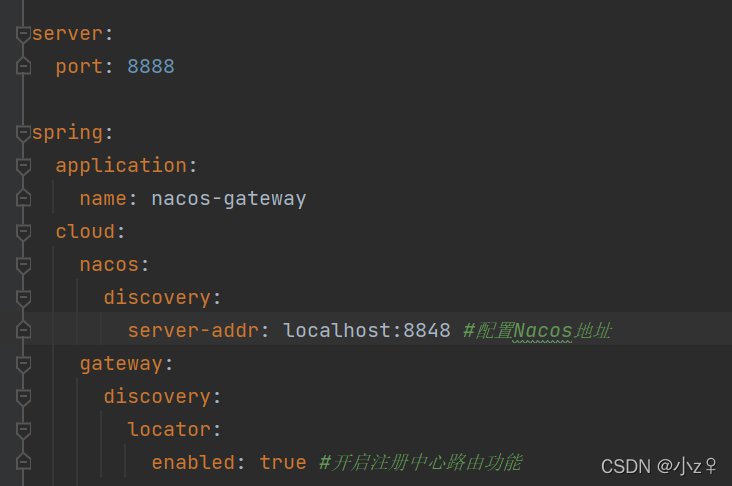 server:
  port: 8888
spring:
  application:
    name: nacos-gateway
  cloud:
    nacos:
      discovery:
        server-addr: localhost:8848 #配置Nacos地址
    gateway:
      discovery:
        locator:
          enabled: true #开启注册中心路由功能
CSDN @小z♀